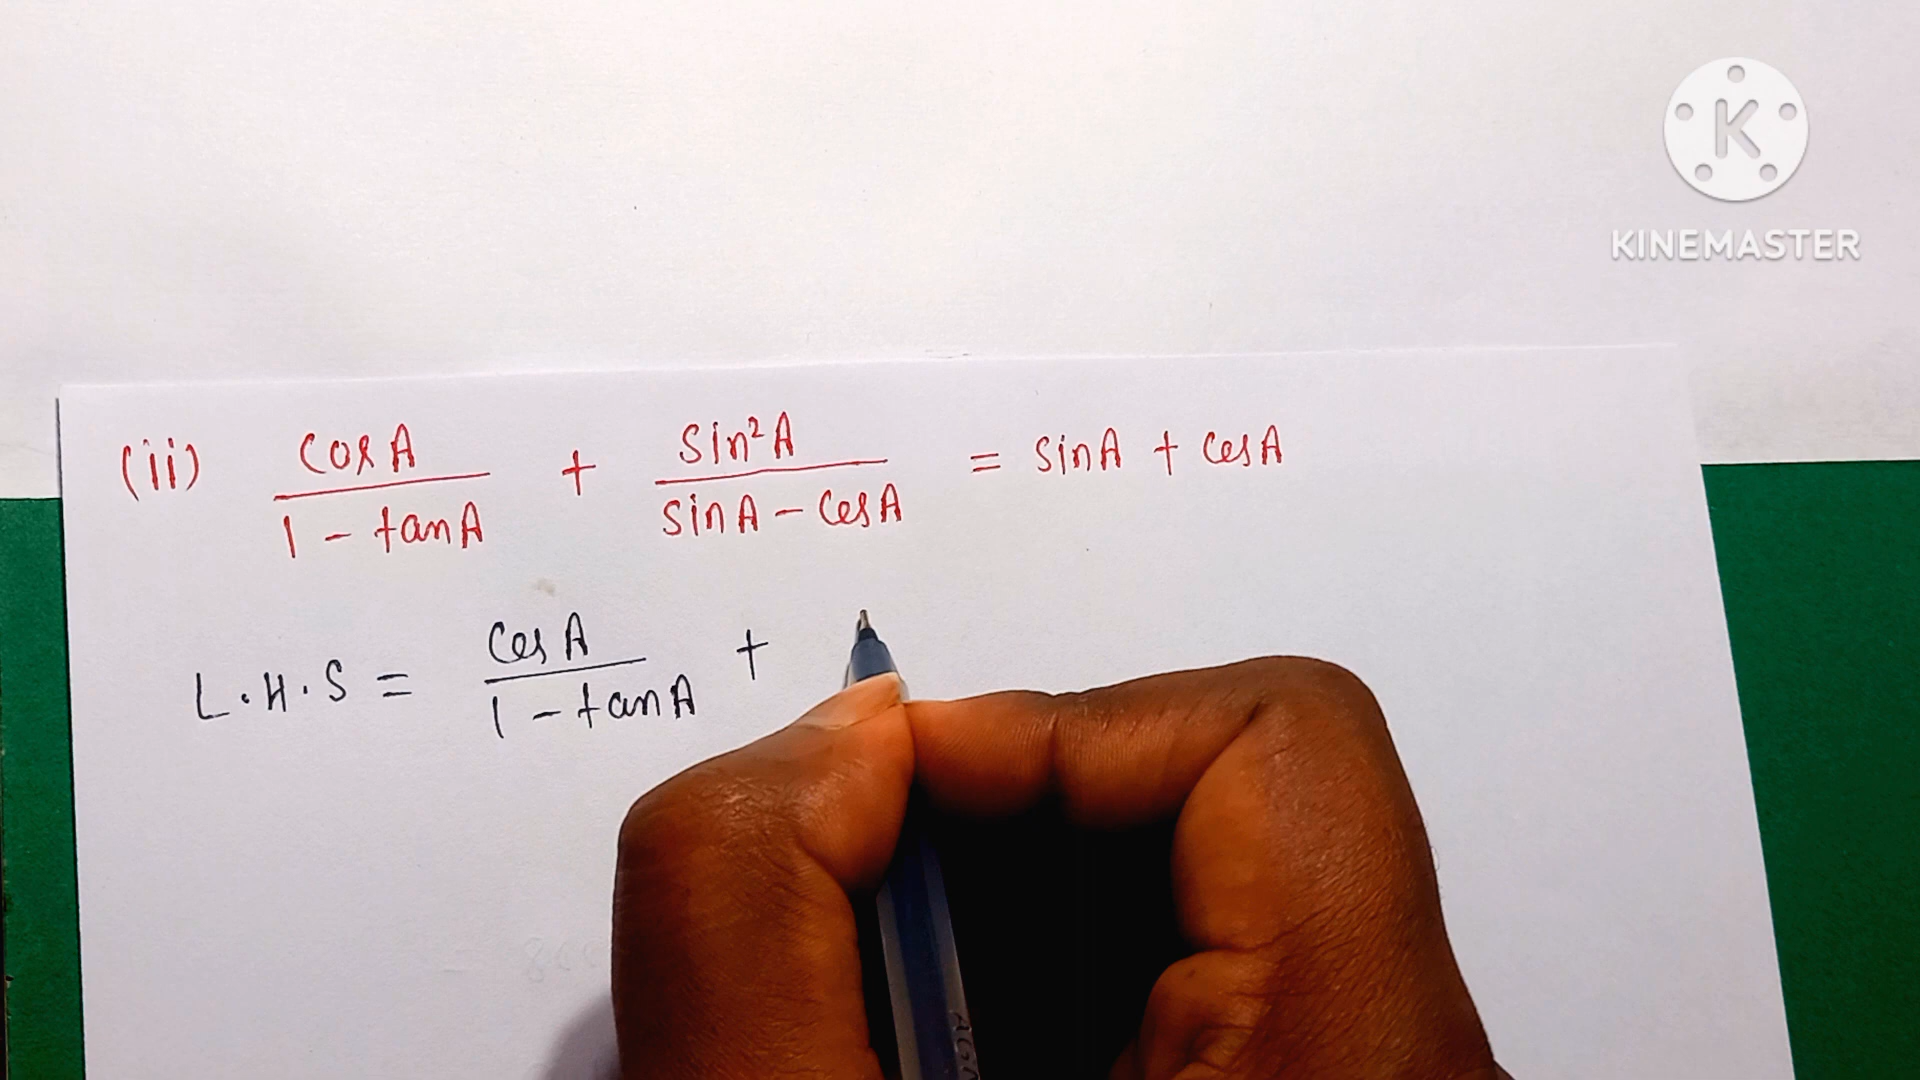 K
KINEMASTER
(ii) cosA / 1 - tanA + sin²A / sinA - cosA = sinA + cosA
L.H.S = cosA / 1 - tanA +